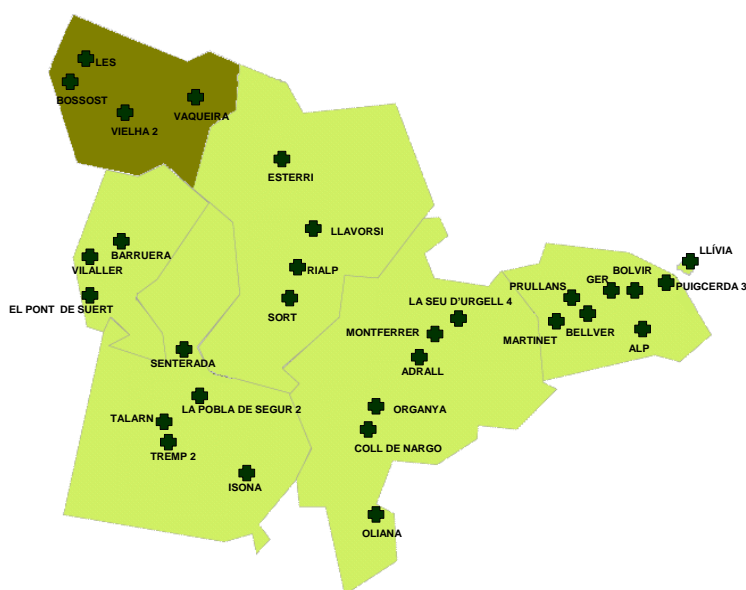 LES
BOSSOST
VAQUEIRA
VIELHA 2
ESTERRI
LLAVORSI
BARRUERA
LLÍVIA
VILALLER
RIALP
BOLVIR
GER
PRULLANS
PUIGCERDA 3
EL PONT DE SUERT
LA SEU D'URGELL 4
SORT
MONTFERRER
MARTINET
BELLVER
ALP
SENTERADA
ADRALL
LA POBLA DE SEGUR 2
ORGANYA
TALARN
COLL DE NARGO
TREMP 2
ISONA
OLIANA